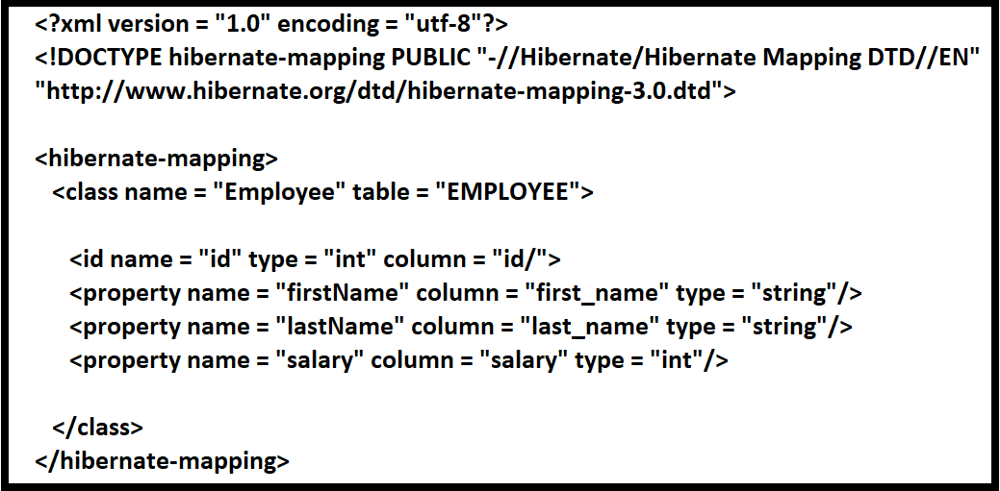 <?xml version = "1.0" encoding = "utf-8"?>
<!DOCTYPE hibernate-mapping PUBLIC "-//Hibernate/Hibernate Mapping DTD//EN"
"http://www.hibernate.org/dtd/hibernate-mapping-3.0.dtd">
<hibernate-mapping>
<class name = "Employee" table = "EMPLOYEE">
<id name = "id" type = "int" column = "id/">
<property name = "firstName" column = "first_name" type = "string"/>
<property name = "lastName" column = "last_name" type = "string"/>
<property name = "salary" column = "salary" type = "int"/>
</class>
</hibernate-mapping>